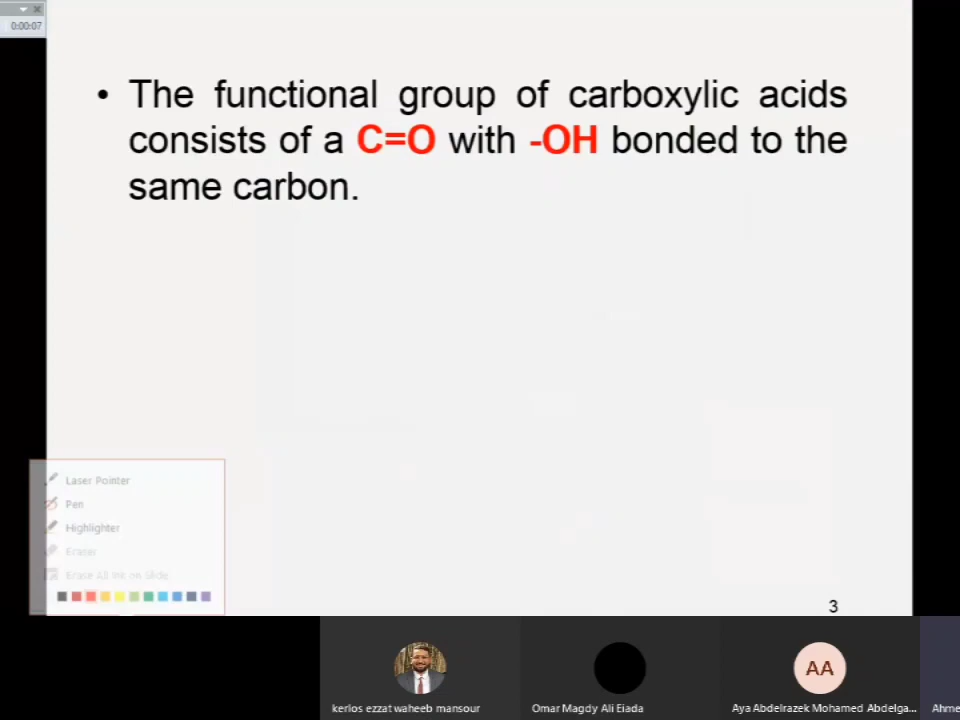 0:00:07
• The functional group of carboxylic acids
consists of a C=O with -OH bonded to the
same carbon.
Laser Pointer
Pen
Highlighter
Eraser
Erase All Ink on Slide
3
AA
kerlos ezzat waheeb mansour
Omar Magdy Ali Eiada
Aya Abdelrazek Mohamed Abdelga...
Ahme